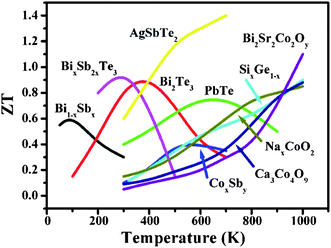 ZT
1.4
1.2
1.0
0.8
0.6
0.4
0.2
0.0
AgSbTe2
Bi2Sr2Co2Oy
BixSb2xTe3
Bi2Te3
SixGe1-x
PbTe
Bi1-xSbx
NaxCoO2
CoxSby
Ca3Co4O9
0 200 400 600 800 1000
Temperature (K)